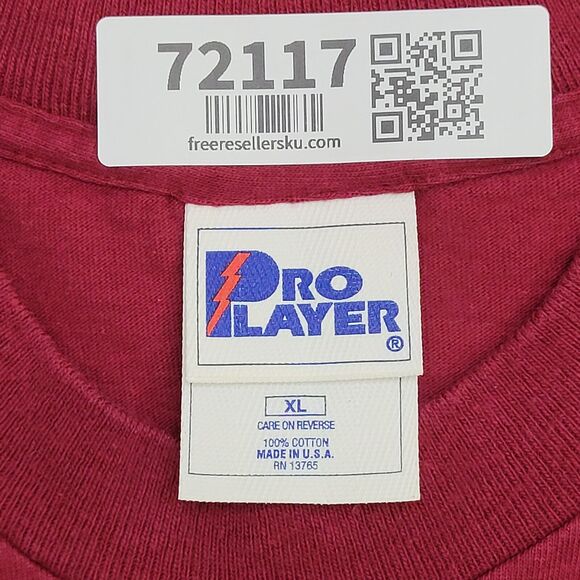 72117
freeresellersku.com
PRO
PLAYER
®
XL
CARE ON REVERSE
100% COTTON
MADE IN U.S.A.
RN 13765